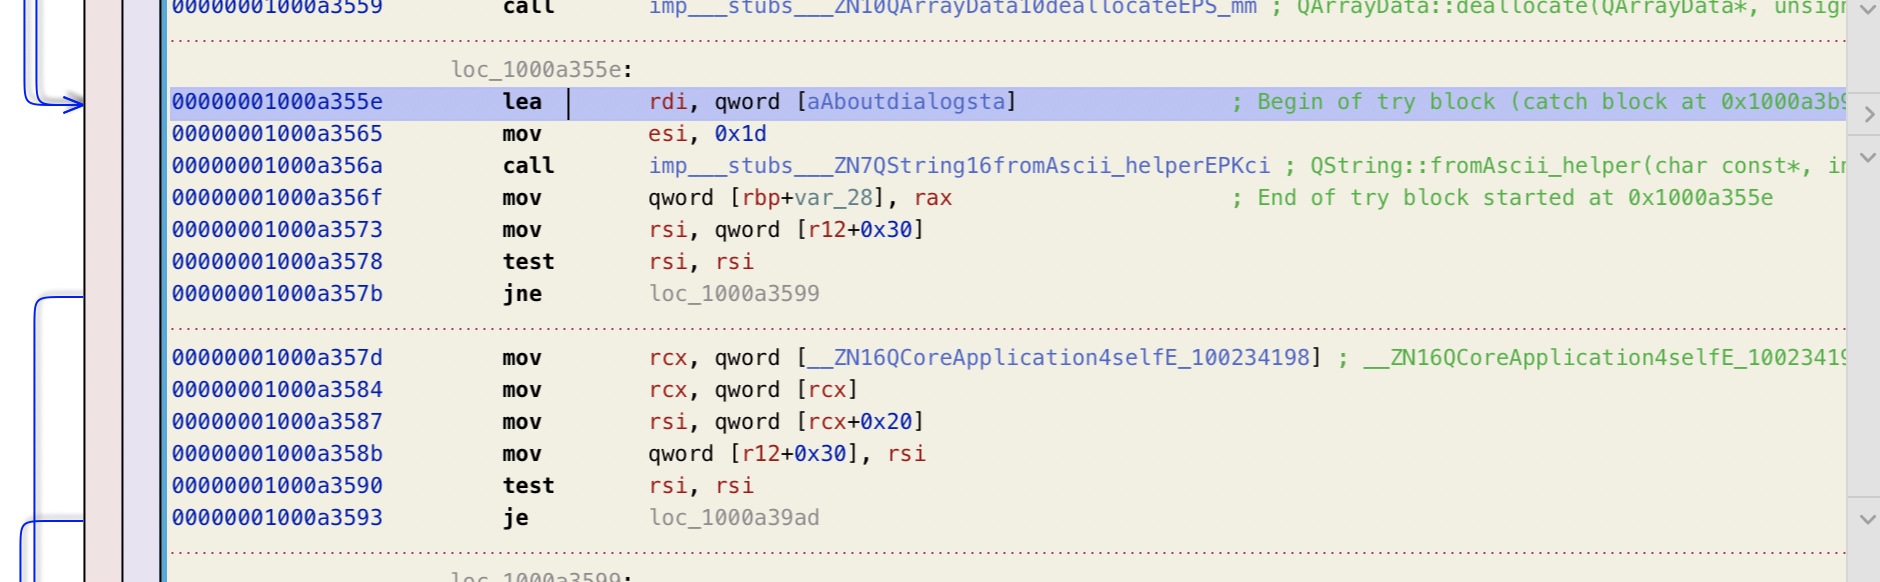 00000001000a3559 call imp___stubs___ZN10QArrayData10deallocateEPS_mm ; QArrayData::deallocate(QArrayData*, unsign
loc_1000a355e:
00000001000a355e lea rdi, qword [aAboutdialogsta] ; Begin of try block (catch block at 0x1000a3b9
00000001000a3565 mov esi, 0x1d
00000001000a356a call imp___stubs___ZN7QString16fromAscii_helperEPKci ; QString::fromAscii_helper(char const*, in
00000001000a356f mov qword [rbp+var_28], rax ; End of try block started at 0x1000a355e
00000001000a3573 mov rsi, qword [r12+0x30]
00000001000a3578 test rsi, rsi
00000001000a357b jne loc_1000a3599
00000001000a357d mov rcx, qword [__ZN16QCoreApplication4selfE_100234198] ; __ZN16QCoreApplication4selfE_10023419
00000001000a3584 mov rcx, qword [rcx]
00000001000a3587 mov rsi, qword [rcx+0x20]
00000001000a358b mov qword [r12+0x30], rsi
00000001000a3590 test rsi, rsi
00000001000a3593 je loc_1000a39ad
loc_1000a3599: